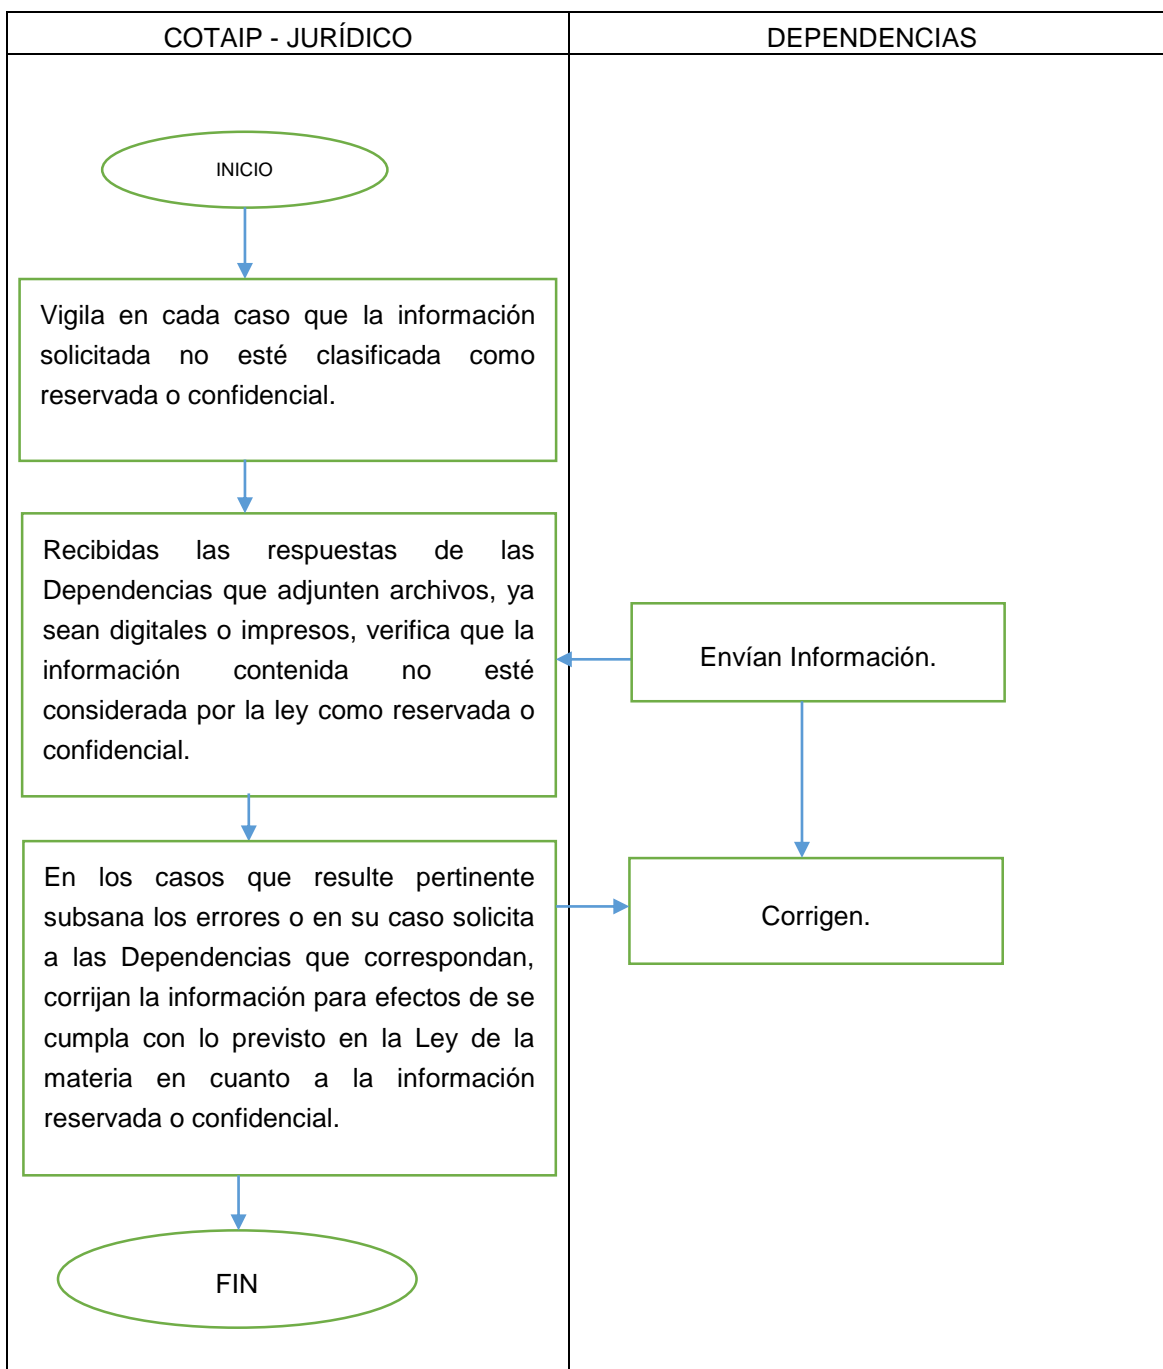 COTAIP - JURÍDICO
DEPENDENCIAS
INICIO
Vigila en cada caso que la información
solicitada no esté clasificada como
reservada o confidencial.
Recibidas las respuestas de las
Dependencias que adjunten archivos, ya
sean digitales o impresos, verifica que la
información contenida no esté
considerada por la ley como reservada o
confidencial.
Envían Información.
En los casos que resulte pertinente
subsana los errores o en su caso solicita
a las Dependencias que correspondan,
corrijan la información para efectos de se
cumpla con lo previsto en la Ley de la
materia en cuanto a la información
reservada o confidencial.
Corrigen.
FIN